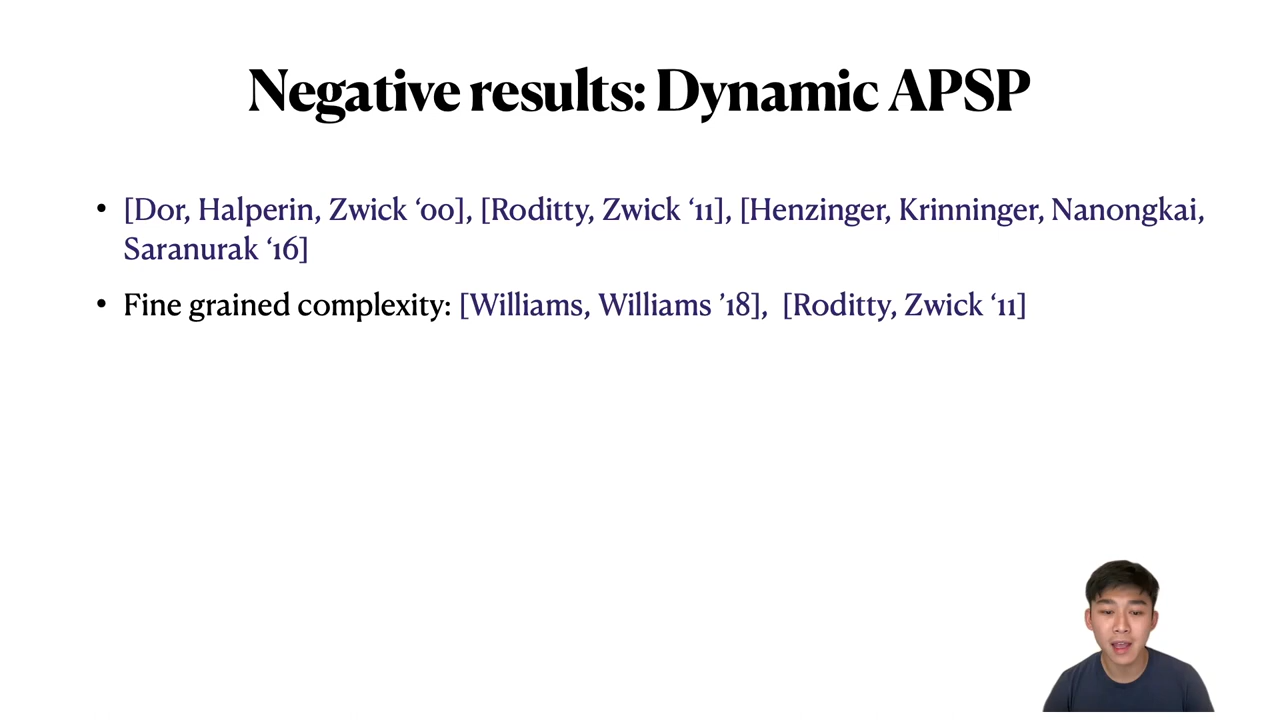 Negative results: Dynamic APSP
• [Dor, Halperin, Zwick ‘00], [Roditty, Zwick ‘11], [Henzinger, Krinninger, Nanongkai,
Saranurak ‘16]
• Fine grained complexity: [Williams, Williams ’18], [Roditty, Zwick ‘11]